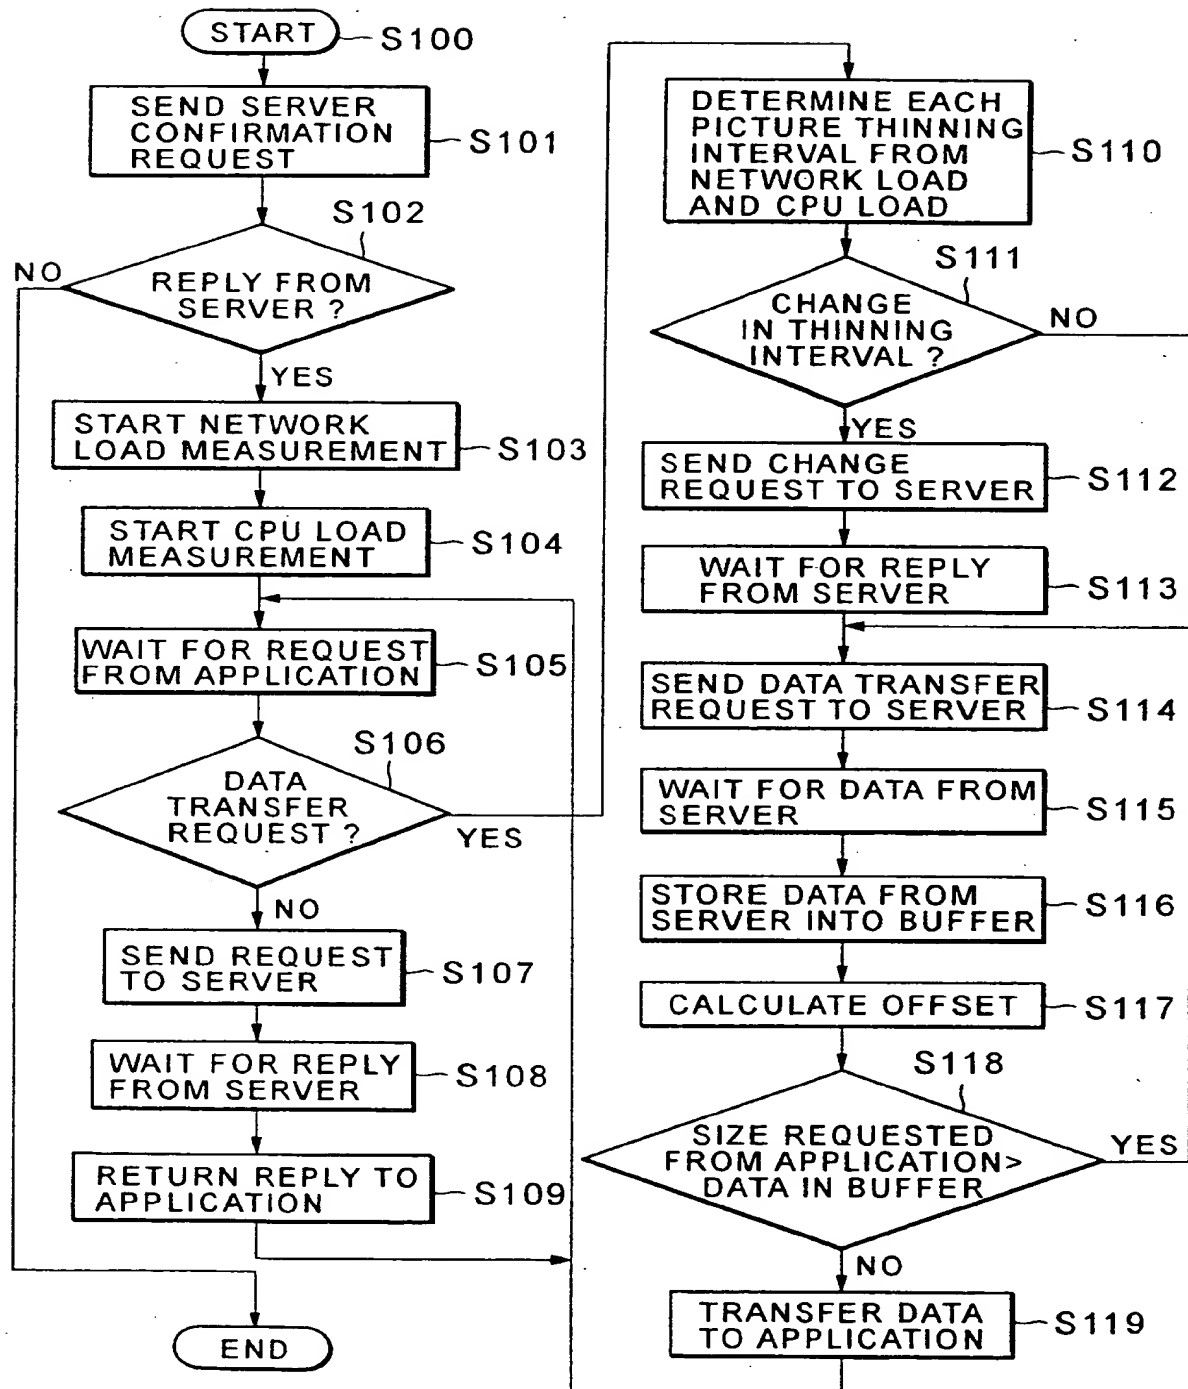 START
S100
SEND SERVER
CONFIRMATION
REQUEST
S101
S102
NO
REPLY FROM
SERVER ?
YES
START NETWORK
LOAD MEASUREMENT
S103
START CPU LOAD
MEASUREMENT
S104
WAIT FOR REQUEST
FROM APPLICATION
S105
S106
DATA
TRANSFER
REQUEST ?
YES
NO
SEND REQUEST
TO SERVER
S107
WAIT FOR REPLY
FROM SERVER
S108
RETURN REPLY TO
APPLICATION
S109
END
DETERMINE EACH
PICTURE THINNING
INTERVAL FROM
NETWORK LOAD
AND CPU LOAD
S110
S111
CHANGE
IN THINNING
INTERVAL ?
NO
YES
SEND CHANGE
REQUEST TO SERVER
S112
WAIT FOR REPLY
FROM SERVER
S113
SEND DATA TRANSFER
REQUEST TO SERVER
S114
WAIT FOR DATA FROM
SERVER
S115
STORE DATA FROM
SERVER INTO BUFFER
S116
CALCULATE OFFSET
S117
S118
SIZE REQUESTED
FROM APPLICATION>
DATA IN BUFFER
YES
NO
TRANSFER DATA
TO APPLICATION
S119